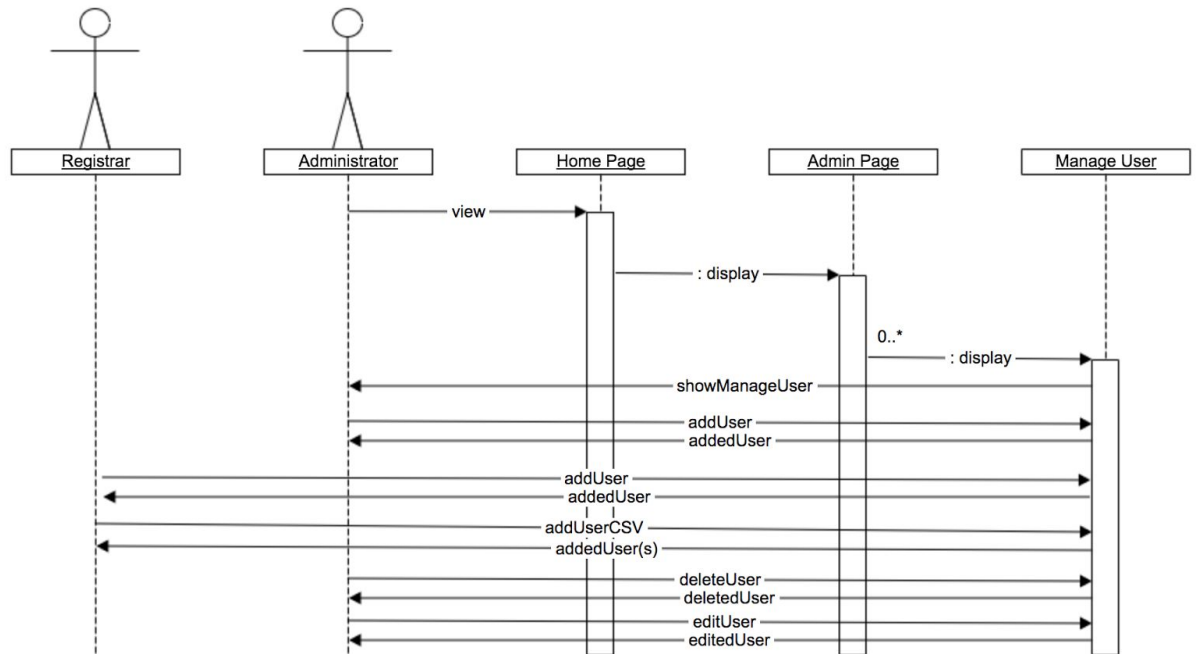 Registrar
Administrator
Home Page
Admin Page
Manage User
view
: display
0..*
: display
showManageUser
addUser
addedUser
addUser
addedUser
addUserCSV
addedUser(s)
deleteUser
deletedUser
editUser
editedUser